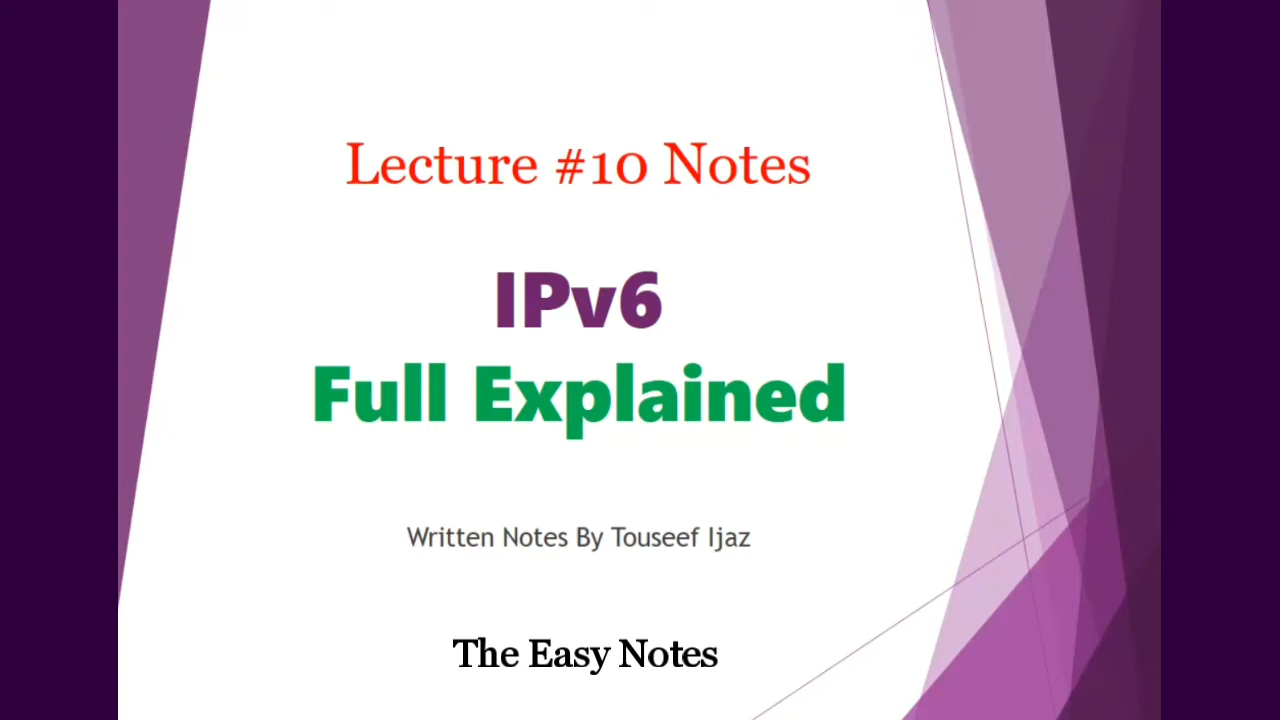 Lecture #10 Notes
IPv6
Full Explained
Written Notes By Touseef Ijaz
The Easy Notes